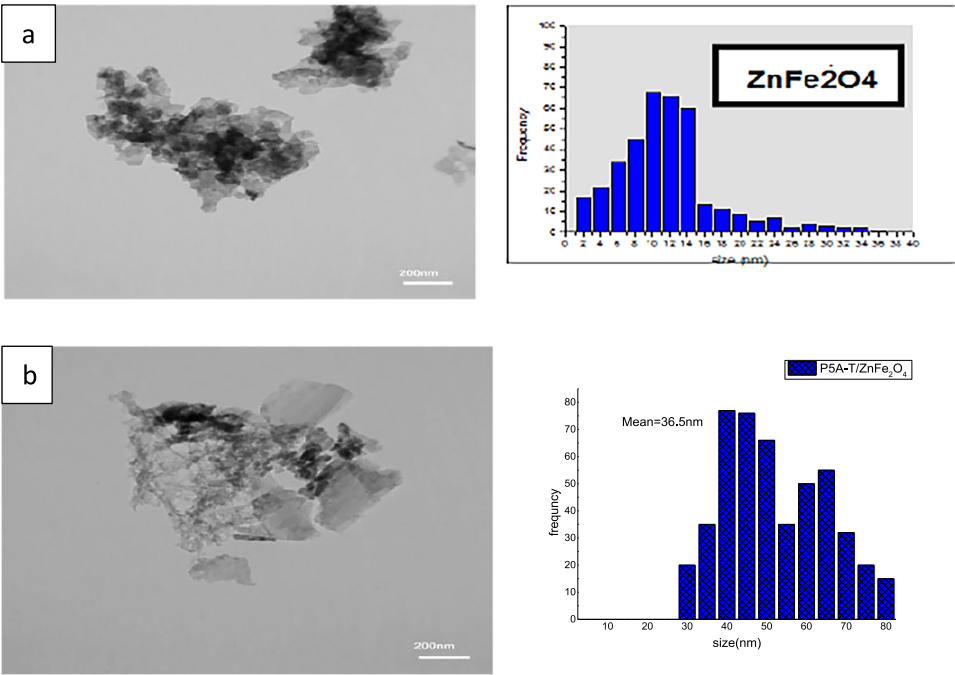 a
200nm
ZnFe2O4
Frequency
100
90
80
70
60
50
40
30
20
10
0
0 2 4 6 8 10 12 14 16 18 20 22 24 26 28 30 32 34 36 38 40
size (nm)
b
200nm
P5A-T/ZnFe₂O₄
Mean=36.5nm
frequncy
80
70
60
50
40
30
20
10
0
10 20 30 40 50 60 70 80
size(nm)